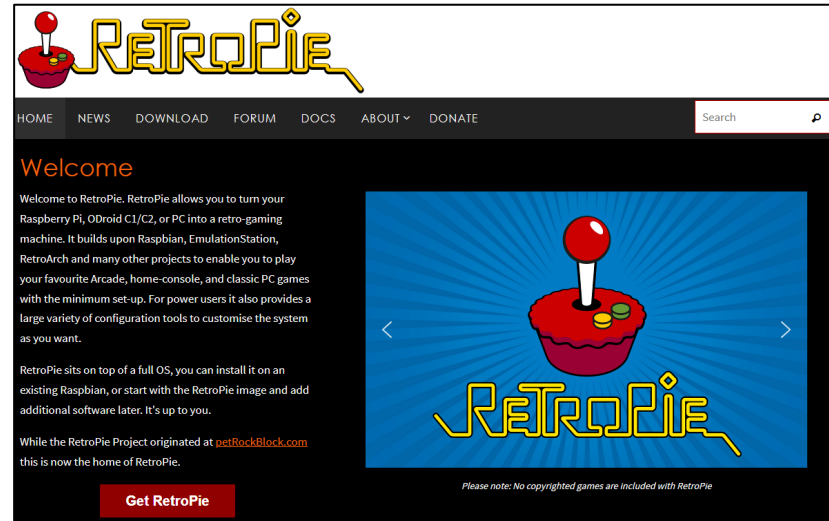 RETROPIE
HOME NEWS DOWNLOAD FORUM DOCS ABOUT DONATE Search
Welcome
Welcome to RetroPie. RetroPie allows you to turn your
Raspberry Pi, ODroid C1/C2, or PC into a retro-gaming
machine. It builds upon Raspbian, EmulationStation,
RetroArch and many other projects to enable you to play
your favourite Arcade, home-console, and classic PC games
with the minimum set-up. For power users it also provides a
large variety of configuration tools to customise the system
as you want.
RetroPie sits on top of a full OS, you can install it on an
existing Raspbian, or start with the RetroPie image and add
additional software later. It's up to you.
While the RetroPie Project originated at petRockBlock.com
this is now the home of RetroPie.
Get RetroPie
RETROPIE
Please note: No copyrighted games are included with RetroPie